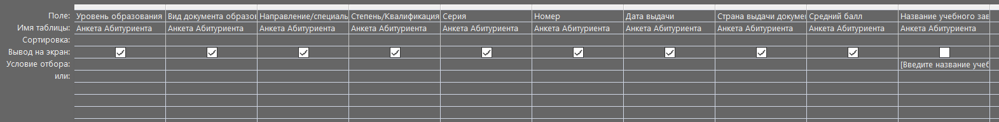 Поле: Уровень образования Вид документа образов Направление/специаль Степень/Квалификация Серия Номер Дата выдачи Страна выдачи докумен Средний балл Название учебного зав
Имя таблицы: Анкета Абитуриента Анкета Абитуриента Анкета Абитуриента Анкета Абитуриента Анкета Абитуриента Анкета Абитуриента Анкета Абитуриента Анкета Абитуриента Анкета Абитуриента Анкета Абитуриента
Сортировка:
Вывод на экран:
Условие отбора: [Введите название учеб
или: